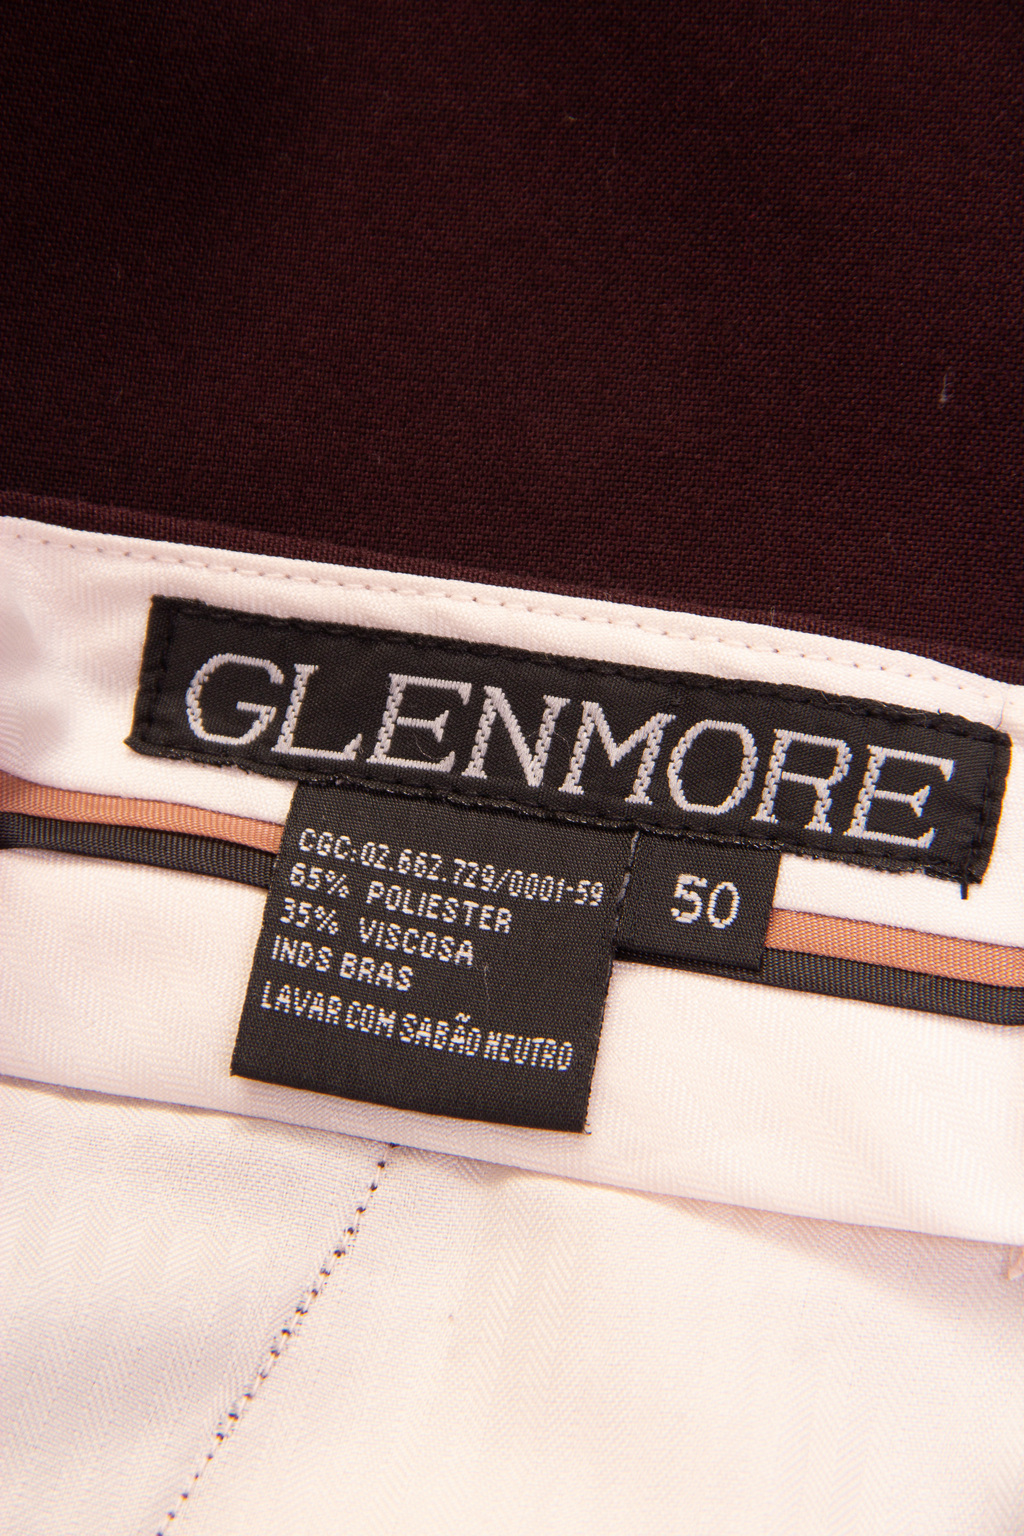 GLENMORE
CGC:02.662.729/0001-59
65% POLIESTER
35% VISCOSA
INDS BRAS
LAVAR COM SABÃO NEUTRO
50